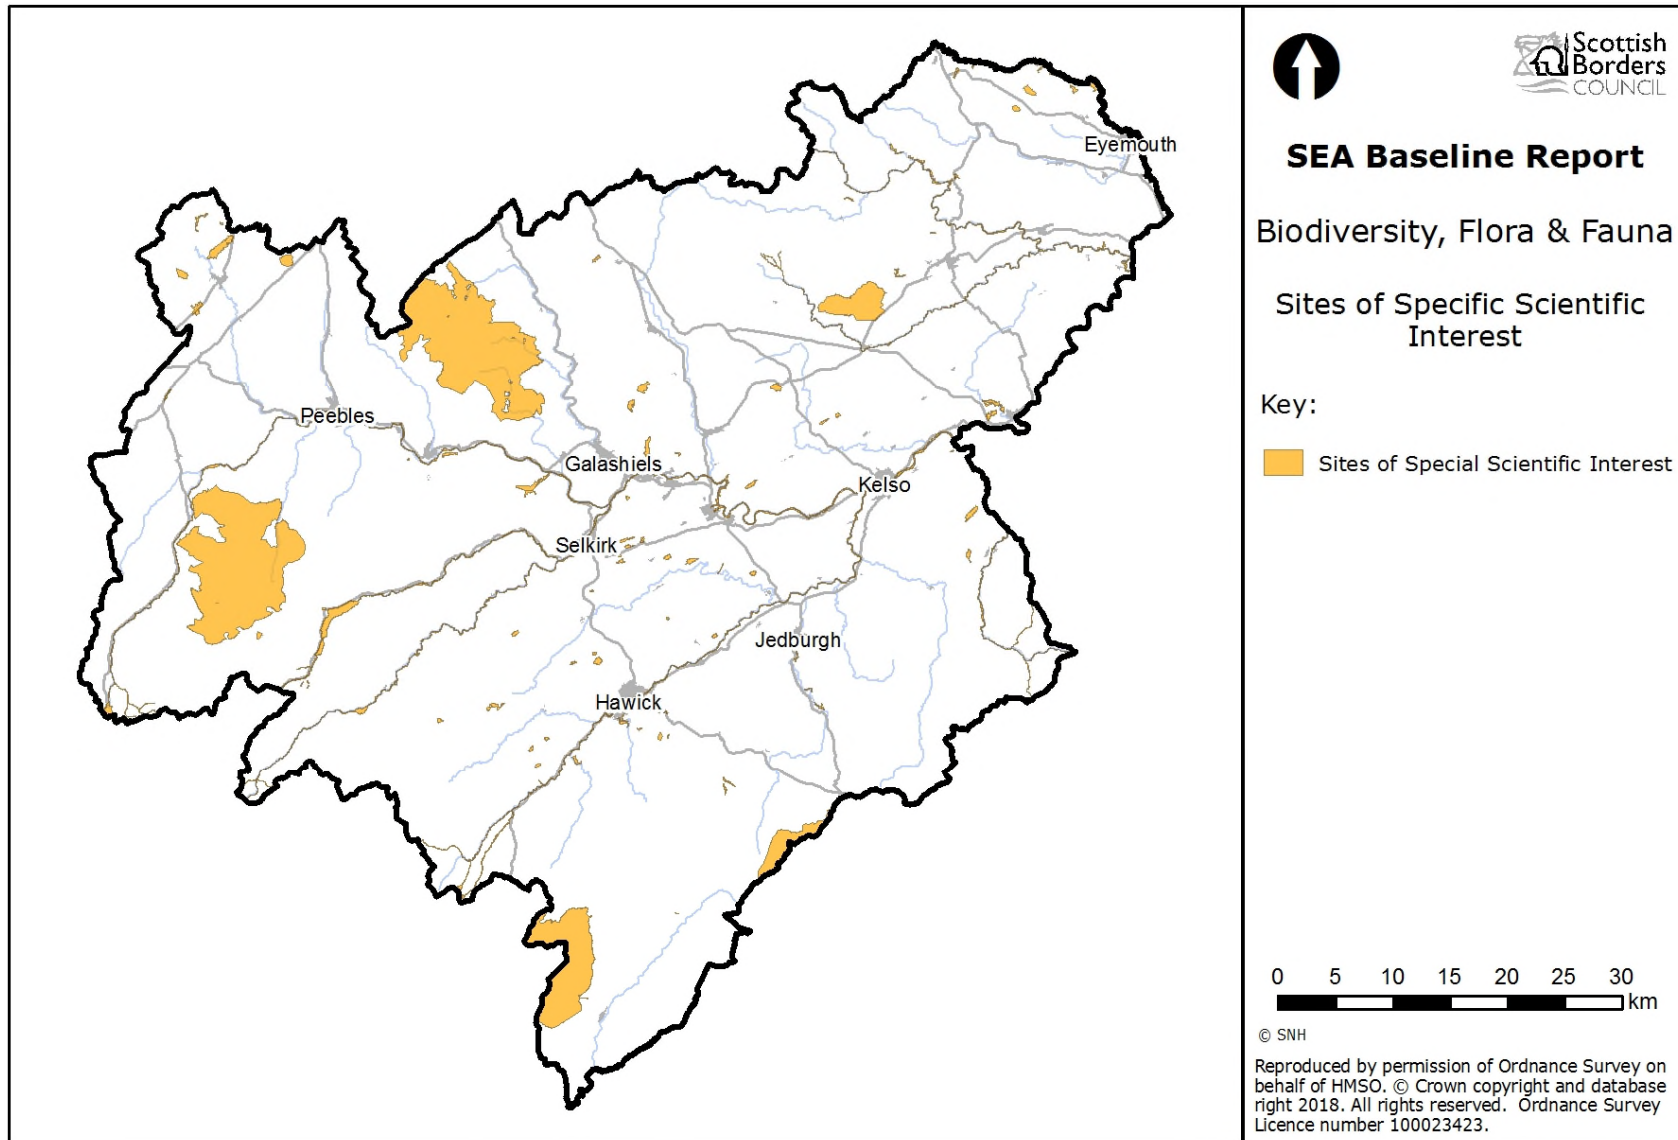 Scottish
Borders
COUNCIL
SEA Baseline Report
Biodiversity, Flora & Fauna
Sites of Specific Scientific
Interest
Key:
Sites of Special Scientific Interest
Eyemouth
Peebles
Galashiels
Kelso
Selkirk
Jedburgh
Hawick
0 5 10 15 20 25 30
km
© SNH
Reproduced by permission of Ordnance Survey on
behalf of HMSO. © Crown copyright and database
right 2018. All rights reserved. Ordnance Survey
Licence number 100023423.